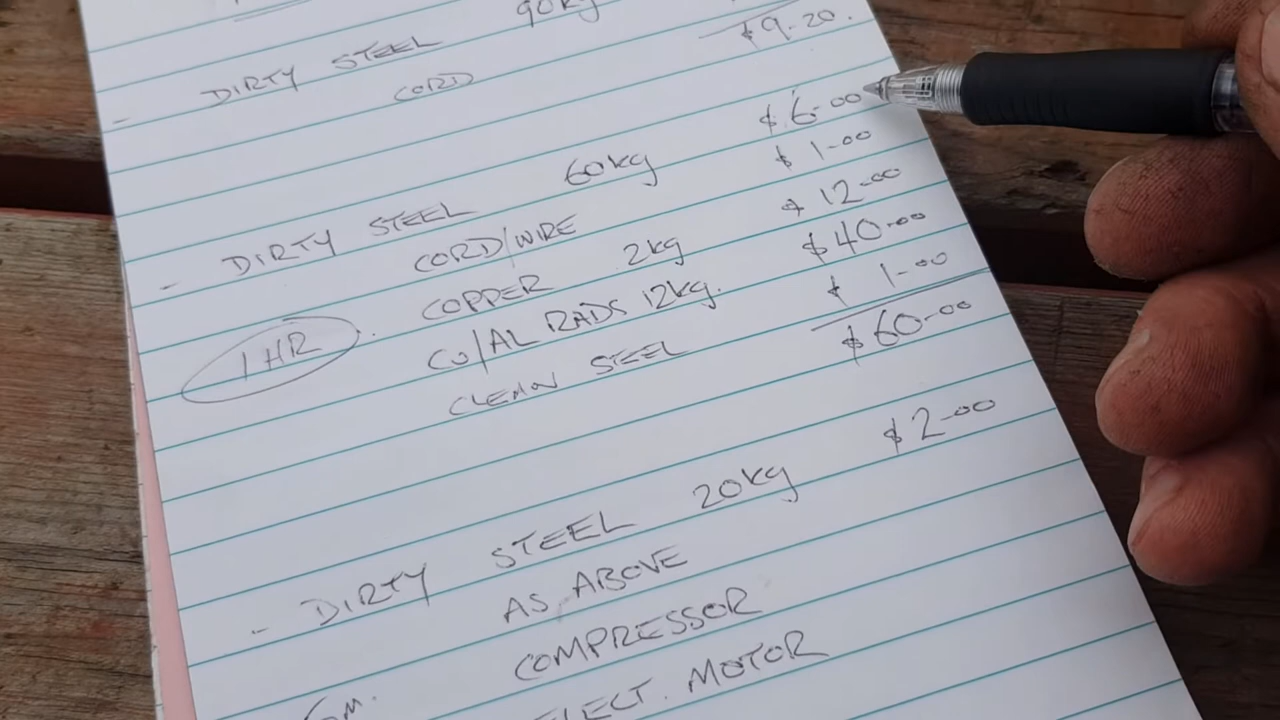 90kg
$9-20.
DIRTY STEEL
CORD
- DIRTY STEEL 60kg $6-00
CORD/WIRE $1-00
COPPER 2kg $12-00
1HR. CU/AL RADS 12kg. $40-00
CLEAN STEEL $1-00
$60-00
- DIRTY STEEL 20kg $2-00
AS ABOVE
COMPRESSOR
ELECT. MOTOR